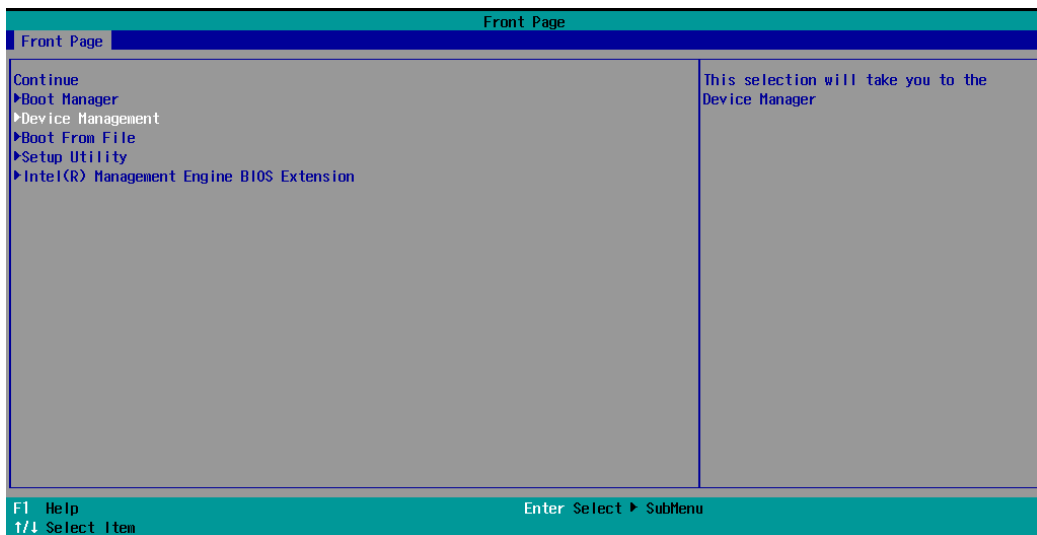 Front Page
Front Page
Continue
▶Boot Manager
▶Device Management
▶Boot From File
▶Setup Utility
▶Intel(R) Management Engine BIOS Extension
This selection will take you to the
Device Manager
F1 Help
Enter Select ▶ SubMenu
↑/↓ Select Item